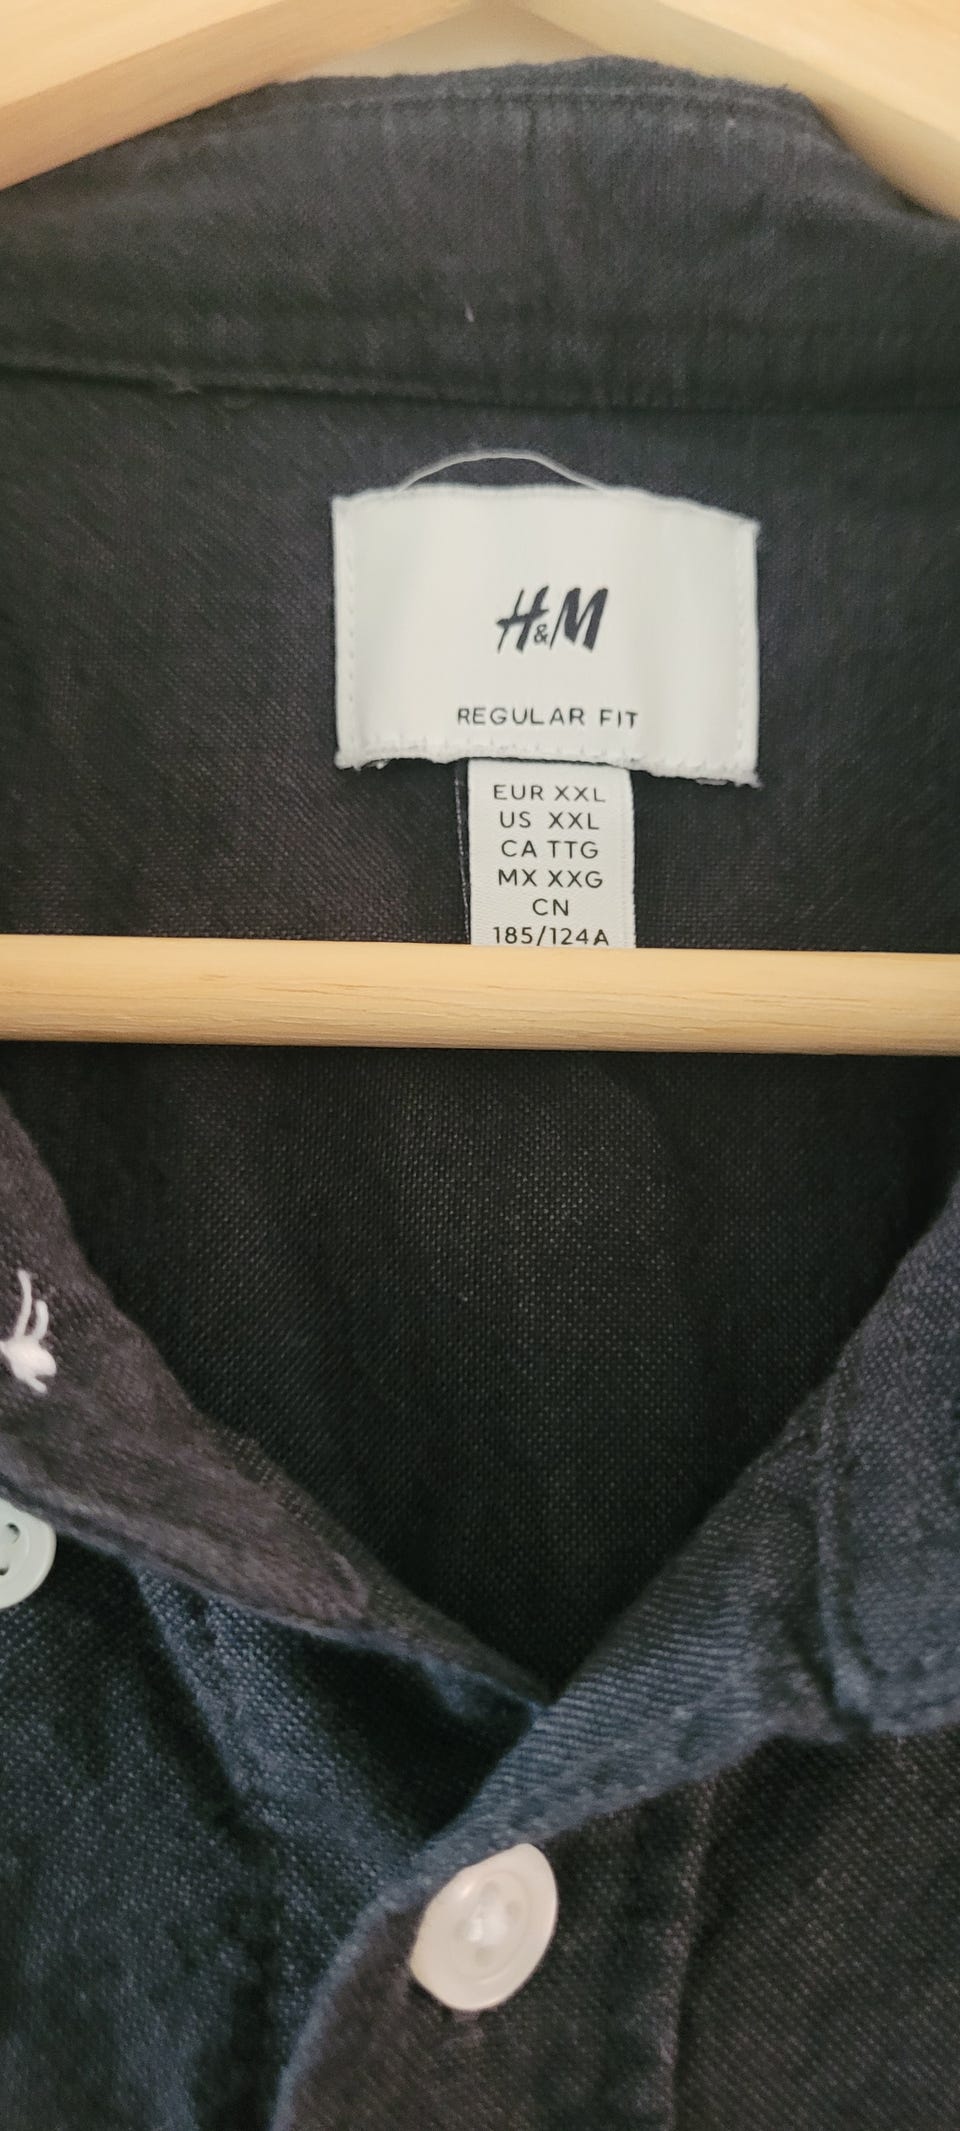 H&M
REGULAR FIT
EUR XXL
US XXL
CA TTG
MX XXG
CN
185/124A